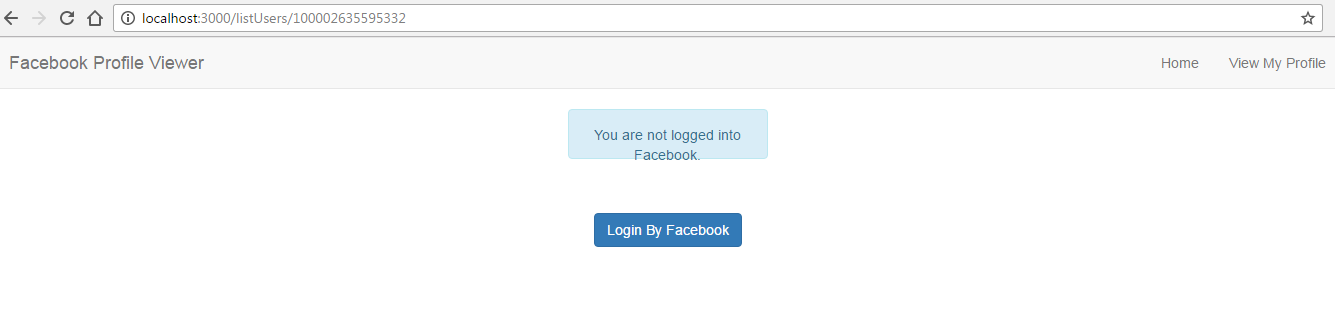 localhost:3000/listUsers/100002635595332
Facebook Profile Viewer
Home
View My Profile
You are not logged into
Facebook.
Login By Facebook